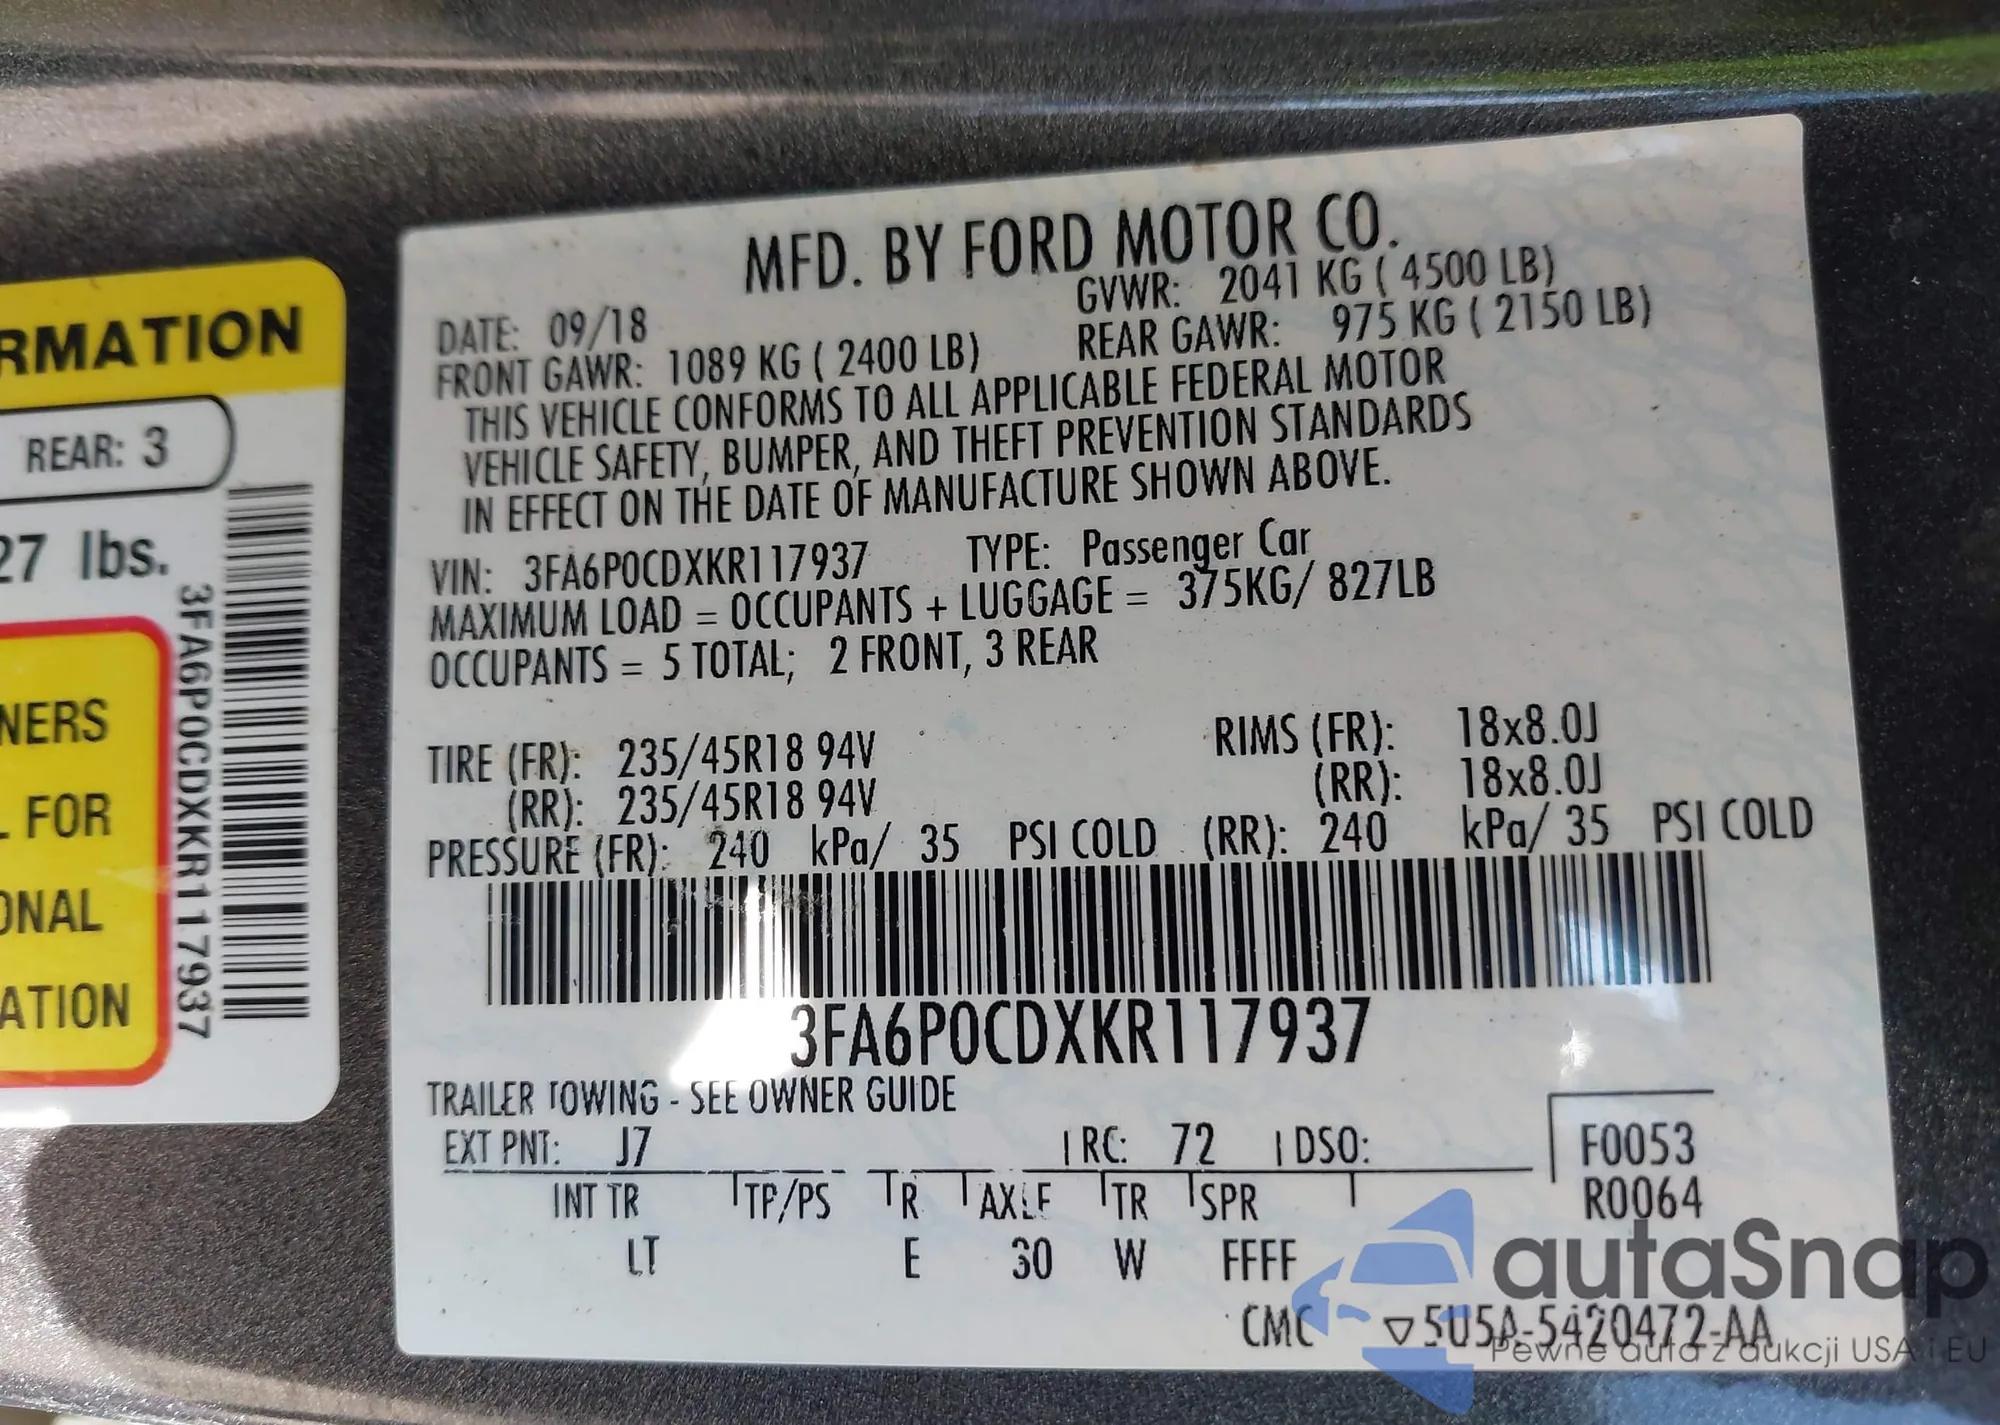 RMATION
REAR: 3
27 lbs.
3FA6P0CDXKR117937
NERS
L FOR
ONAL
ATION
MFD. BY FORD MOTOR CO.
DATE: 09/18 GVWR: 2041 KG ( 4500 LB)
FRONT GAWR: 1089 KG ( 2400 LB) REAR GAWR: 975 KG ( 2150 LB)
THIS VEHICLE CONFORMS TO ALL APPLICABLE FEDERAL MOTOR
VEHICLE SAFETY, BUMPER, AND THEFT PREVENTION STANDARDS
IN EFFECT ON THE DATE OF MANUFACTURE SHOWN ABOVE.
VIN: 3FA6P0CDXKR117937 TYPE: Passenger Car
MAXIMUM LOAD = OCCUPANTS + LUGGAGE = 375KG/ 827LB
OCCUPANTS = 5 TOTAL; 2 FRONT, 3 REAR
TIRE (FR): 235/45R18 94V RIMS (FR): 18x8.0J
(RR): 235/45R18 94V (RR): 18x8.0J
PRESSURE (FR): 240 kPa/ 35 PSI COLD (RR): 240 kPa/ 35 PSI COLD
3FA6P0CDXKR117937
TRAILER TOWING - SEE OWNER GUIDE
EXT PNT: J7 RC: 72 DSO: F0053
R0064
INT TR TP/PS R AXLE TR SPR
LT E 30 W FFFF
CMC ▽5U5A-5420472-AA
autaSnap
Pewne auta z aukcji USA i EU